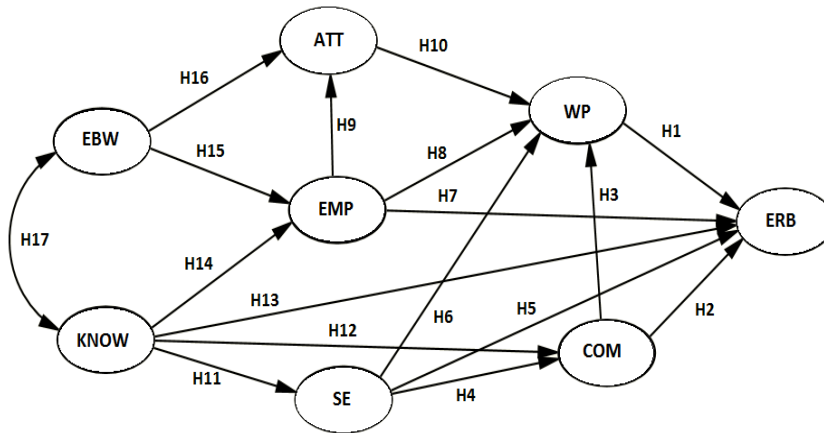 ATT
H10
H16
WP
EBW
H9
H8
H1
H15
H7
H3
EMP
ERB
H17
H14
H13
H5
H6
H2
H12
KNOW
COM
H11
H4
SE